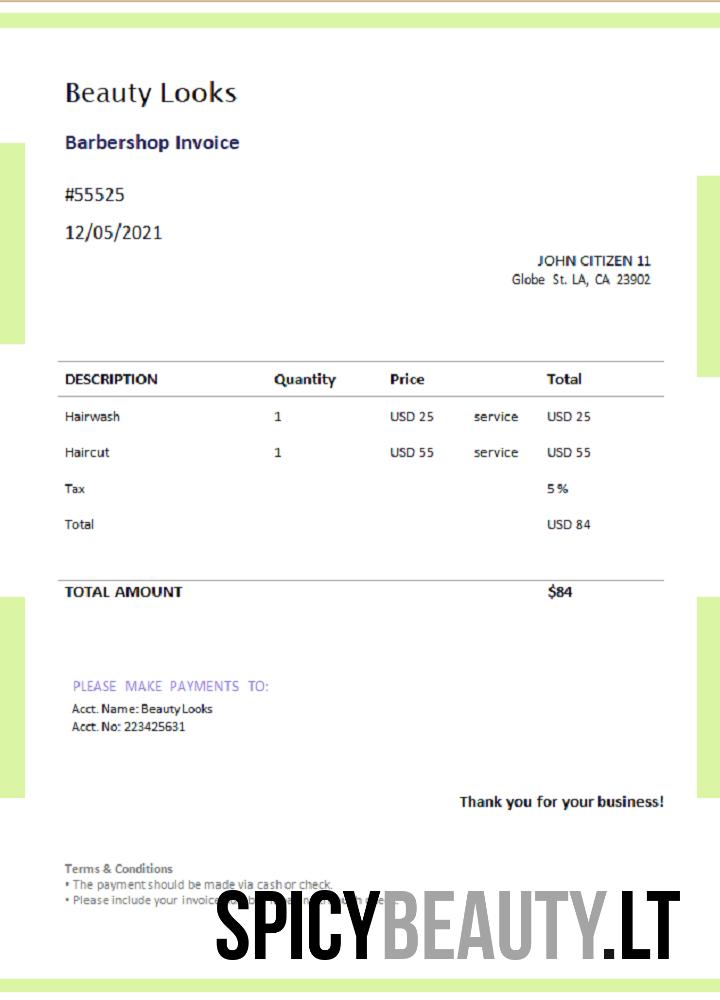 Beauty Looks
Barbershop Invoice
#55525
12/05/2021
JOHN CITIZEN 11
Globe St. LA, CA 23902
DESCRIPTION Quantity Price Total
Hairwash 1 USD 25 service USD 25
Haircut 1 USD 55 service USD 55
Tax 5%
Total USD 84
TOTAL AMOUNT $84
PLEASE MAKE PAYMENTS TO:
Acct. Name: Beauty Looks
Acct. No: 223425631
Thank you for your business!
Terms & Conditions
• The payment should be made via cash or check.
• Please include your invoice
SPICYBEAUTY.LT